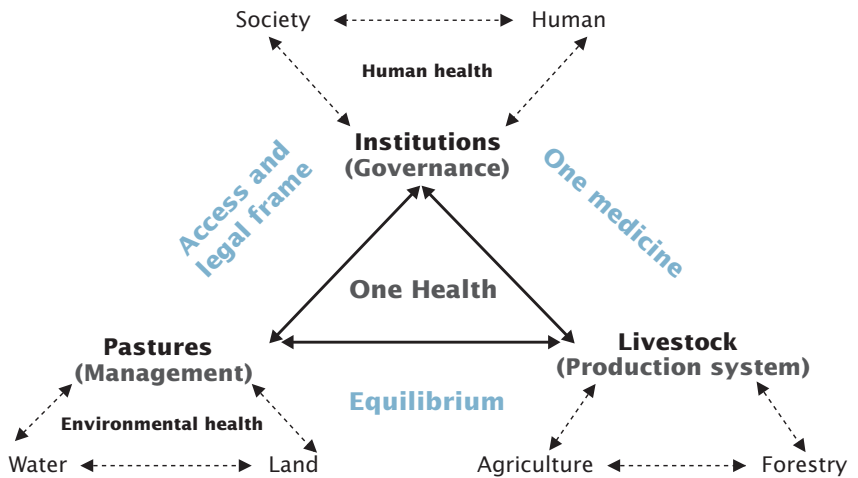 Society
Human
Human health
Institutions
(Governance)
Access and
legal frame
One medicine
One Health
Pastures
(Management)
Livestock
(Production system)
Equilibrium
Environmental health
Water
Land
Agriculture
Forestry